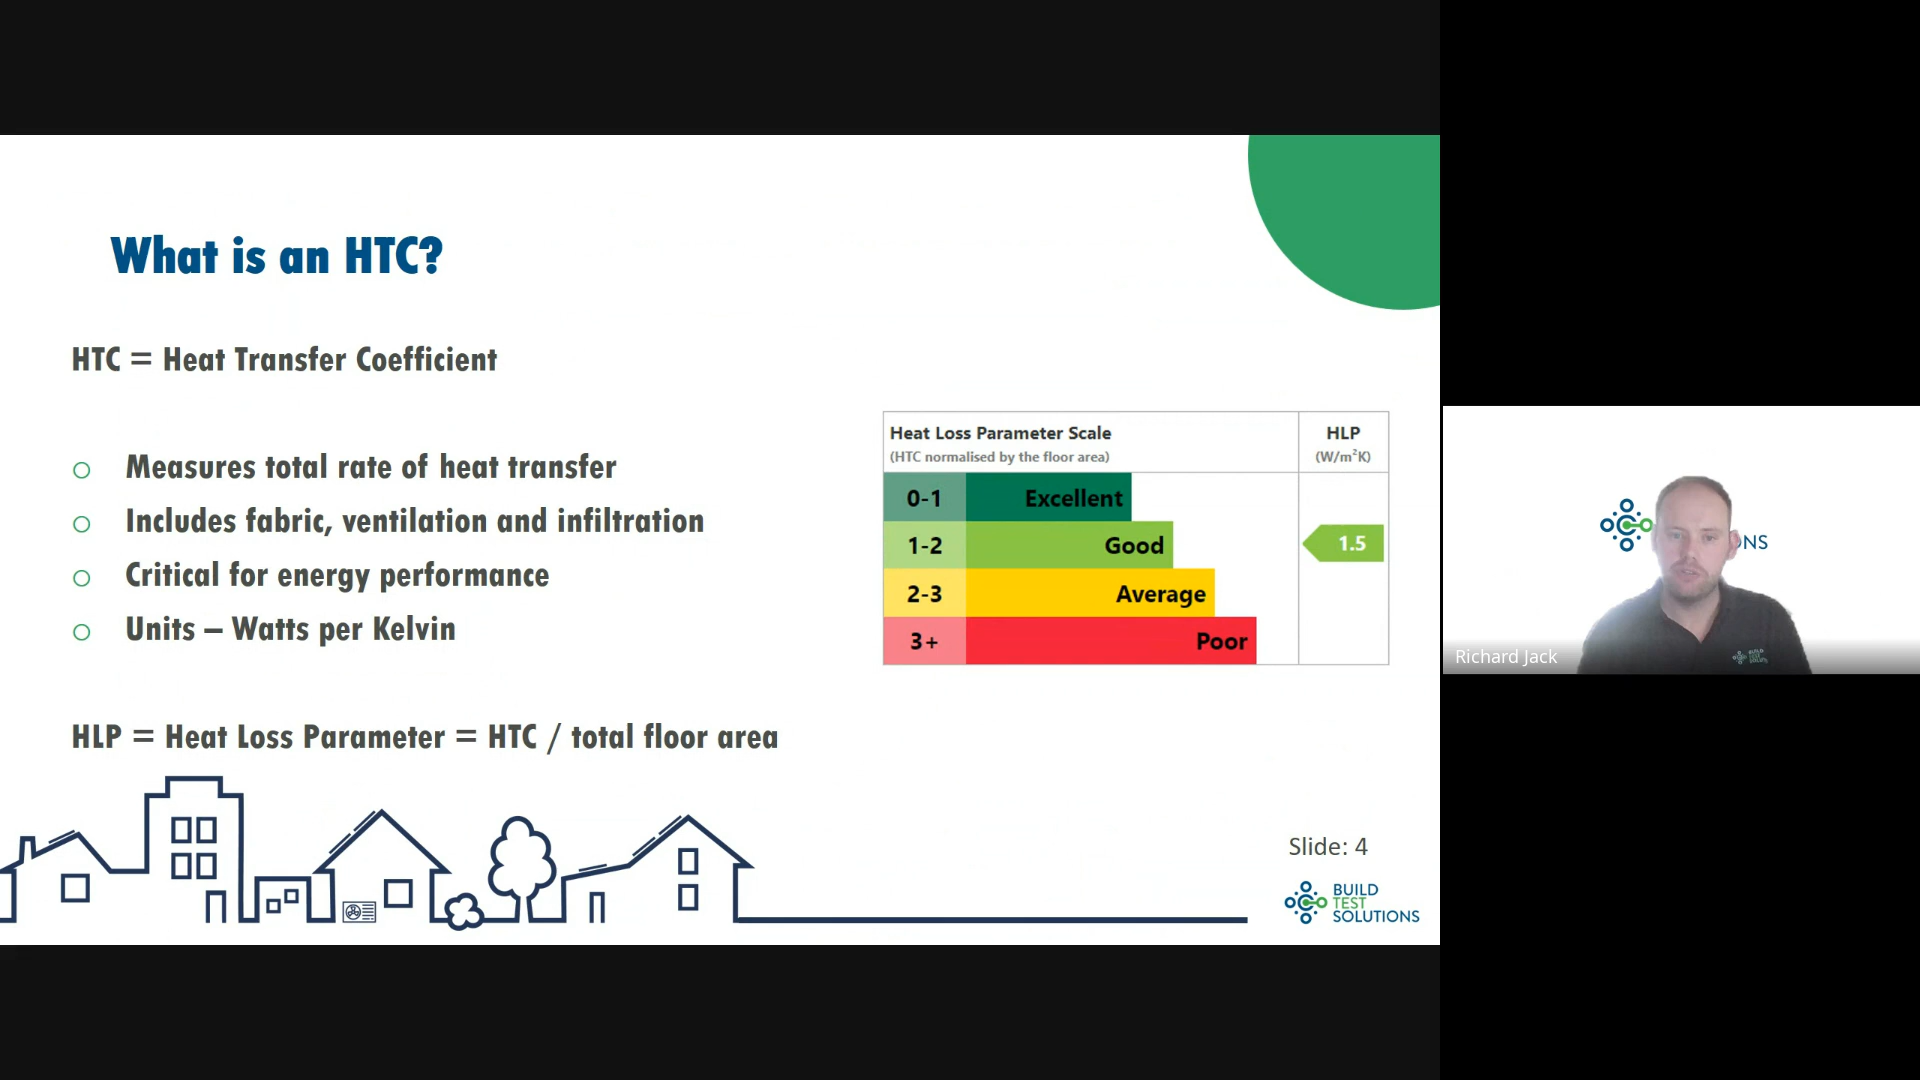 What is an HTC?
HTC = Heat Transfer Coefficient
Measures total rate of heat transfer
Includes fabric, ventilation and infiltration
Critical for energy performance
Units – Watts per Kelvin
HLP = Heat Loss Parameter = HTC / total floor area
Heat Loss Parameter Scale
(HTC normalised by the floor area)
HLP
(W/m²K)
0-1 Excellent
1-2 Good 1.5
2-3 Average
3+ Poor
Slide: 4
BUILD
TEST
SOLUTIONS
NS
Richard Jack
BUILD
TEST
SOLUTIONS